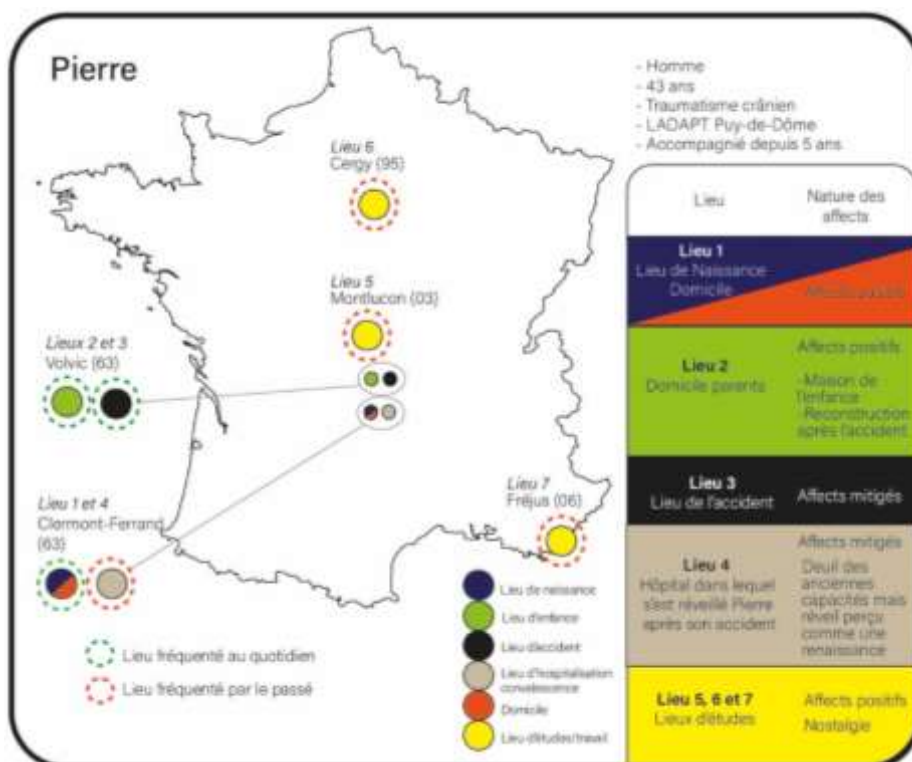 Pierre
- Homme
- 43 ans
- Traumatisme crânien
- LADAPT Puy-de-Dôme
- Accompagné depuis 5 ans
Lieu 6
Cergy (95)
Lieu 5
Montlucon (03)
Lieux 2 et 3
Volvic (63)
Lieu 1 et 4
Clermont-Ferrand
(63)
Lieu 7
Fréjus (06)
Lieu fréquenté au quotidien
Lieu fréquenté par le passé
Lieu de naissance
Lieu d'enfance
Lieu d'accident
Lieu d'hospitalisation
convalescence
Domicile
Lieu d'études/travail
Lieu
Nature des
affects
Lieu 1
Lieu de Naissance
Domicile
Affects positifs
Lieu 2
Domicile parents
Affects positifs
-Maison de
l'enfance
-Reconstruction
après l'accident
Lieu 3
Lieu de l'accident
Affects mitigés
Lieu 4
Hôpital dans lequel
s'est réveillé Pierre
après son accident
Affects mitigés
Deuil des
anciennes
capacités mais
réveil perçu
comme une
renaissance
Lieu 5, 6 et 7
Lieux d'études
Affects positifs
Nostalgie